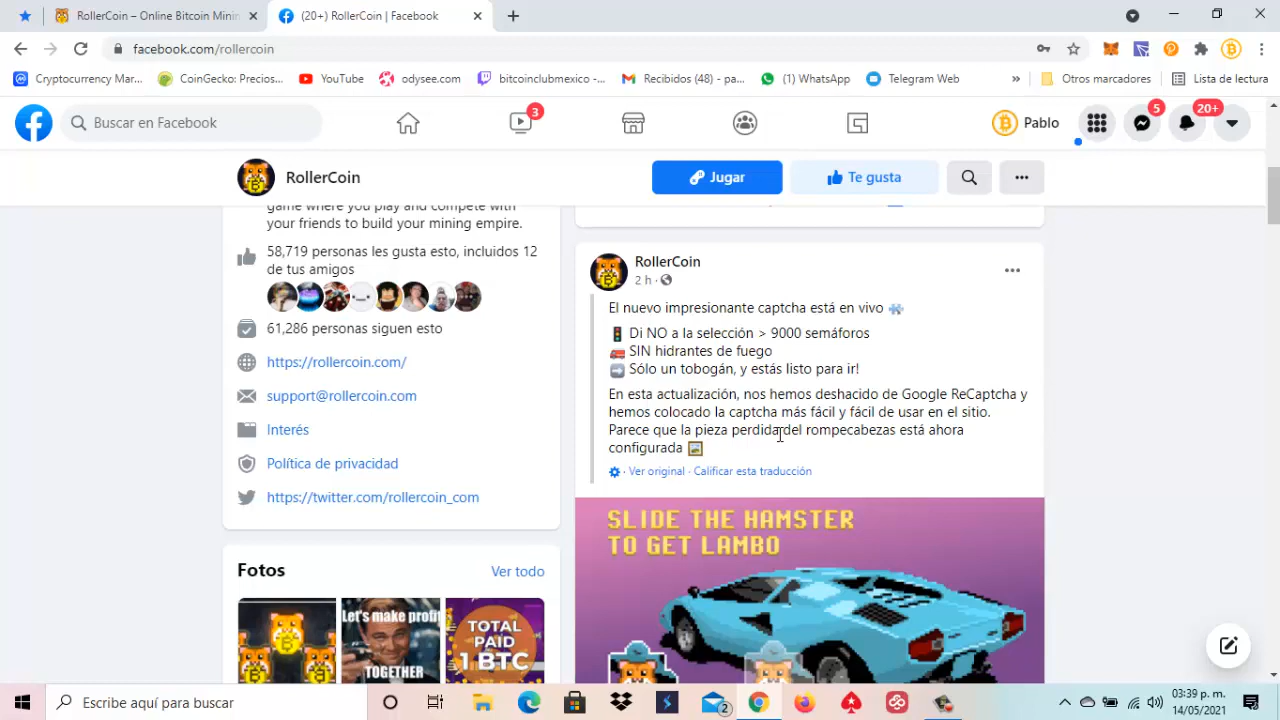 RollerCoin – Online Bitcoin Minin
(20+) RollerCoin | Facebook
facebook.com/rollercoin
Cryptocurrency Mar...
CoinGecko: Precios...
YouTube
odysee.com
bitcoinclubmexico -...
Recibidos (48) - pa...
(1) WhatsApp
Telegram Web
»
Otros marcadores
Lista de lectura
Buscar en Facebook
3
Pablo
5
20+
RollerCoin
Jugar
Te gusta
game where you play and compete with
your friends to build your mining empire.
58,719 personas les gusta esto, incluidos 12
de tus amigos
61,286 personas siguen esto
https://rollercoin.com/
support@rollercoin.com
Interés
Política de privacidad
https://twitter.com/rollercoin_com
Fotos
Ver todo
Let's make profit
TOGETHER
TOTAL
PAID
1 BTC
RollerCoin
2 h ·
El nuevo impresionante captcha está en vivo
Di NO a la selección > 9000 semáforos
SIN hidrantes de fuego
Sólo un tobogán, y estás listo para ir!
En esta actualización, nos hemos deshacido de Google ReCaptcha y
hemos colocado la captcha más fácil y fácil de usar en el sitio.
Parece que la pieza perdida del rompecabezas está ahora
configurada
· Ver original · Calificar esta traducción
SLIDE THE HAMSTER
TO GET LAMBO
Escribe aquí para buscar
2
03:39 p. m.
14/05/2021